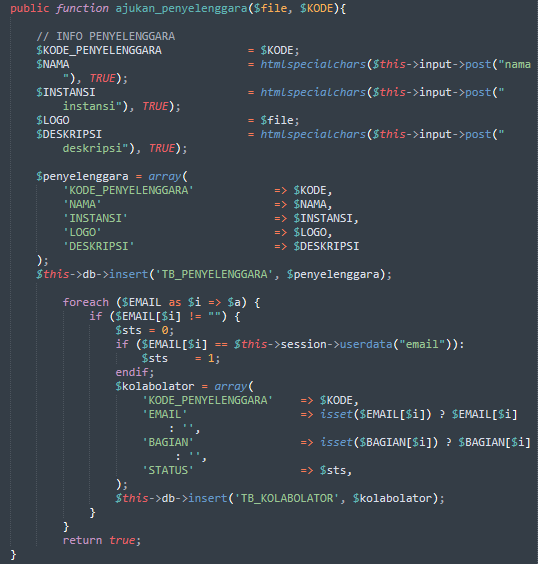 public function ajukan_penyelenggara($file, $KODE){
// INFO PENYELENGGARA
$KODE_PENYELENGGARA = $KODE;
$NAMA = htmlspecialchars($this->input->post("nama
"), TRUE);
$INSTANSI = htmlspecialchars($this->input->post("
instansi"), TRUE);
$LOGO = $file;
$DESKRIPSI = htmlspecialchars($this->input->post("
deskripsi"), TRUE);
$penyelenggara = array(
'KODE_PENYELENGGARA' => $KODE,
'NAMA' => $NAMA,
'INSTANSI' => $INSTANSI,
'LOGO' => $LOGO,
'DESKRIPSI' => $DESKRIPSI
);
$this->db->insert('TB_PENYELENGGARA', $penyelenggara);
foreach ($EMAIL as $i => $a) {
if ($EMAIL[$i] != "") {
$sts = 0;
if ($EMAIL[$i] == $this->session->userdata("email")):
$sts = 1;
endif;
$kolabolator = array(
'KODE_PENYELENGGARA' => $KODE,
'EMAIL' => isset($EMAIL[$i]) ? $EMAIL[$i]
: '',
'BAGIAN' => isset($BAGIAN[$i]) ? $BAGIAN[$i]
: '',
'STATUS' => $sts,
);
$this->db->insert('TB_KOLABOLATOR', $kolabolator);
}
}
return true;
}